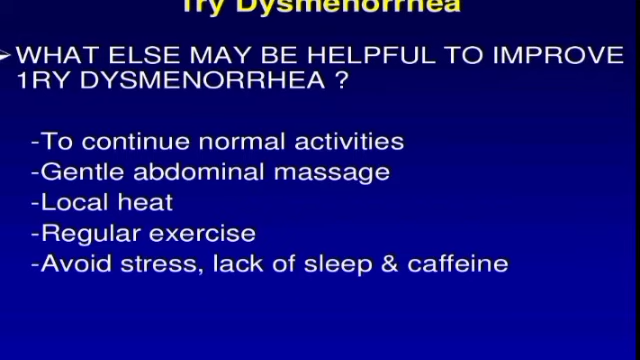 1ry Dysmenorrhea
WHAT ELSE MAY BE HELPFUL TO IMPROVE
1RY DYSMENORRHEA ?
-To continue normal activities
-Gentle abdominal massage
-Local heat
-Regular exercise
-Avoid stress, lack of sleep & caffeine